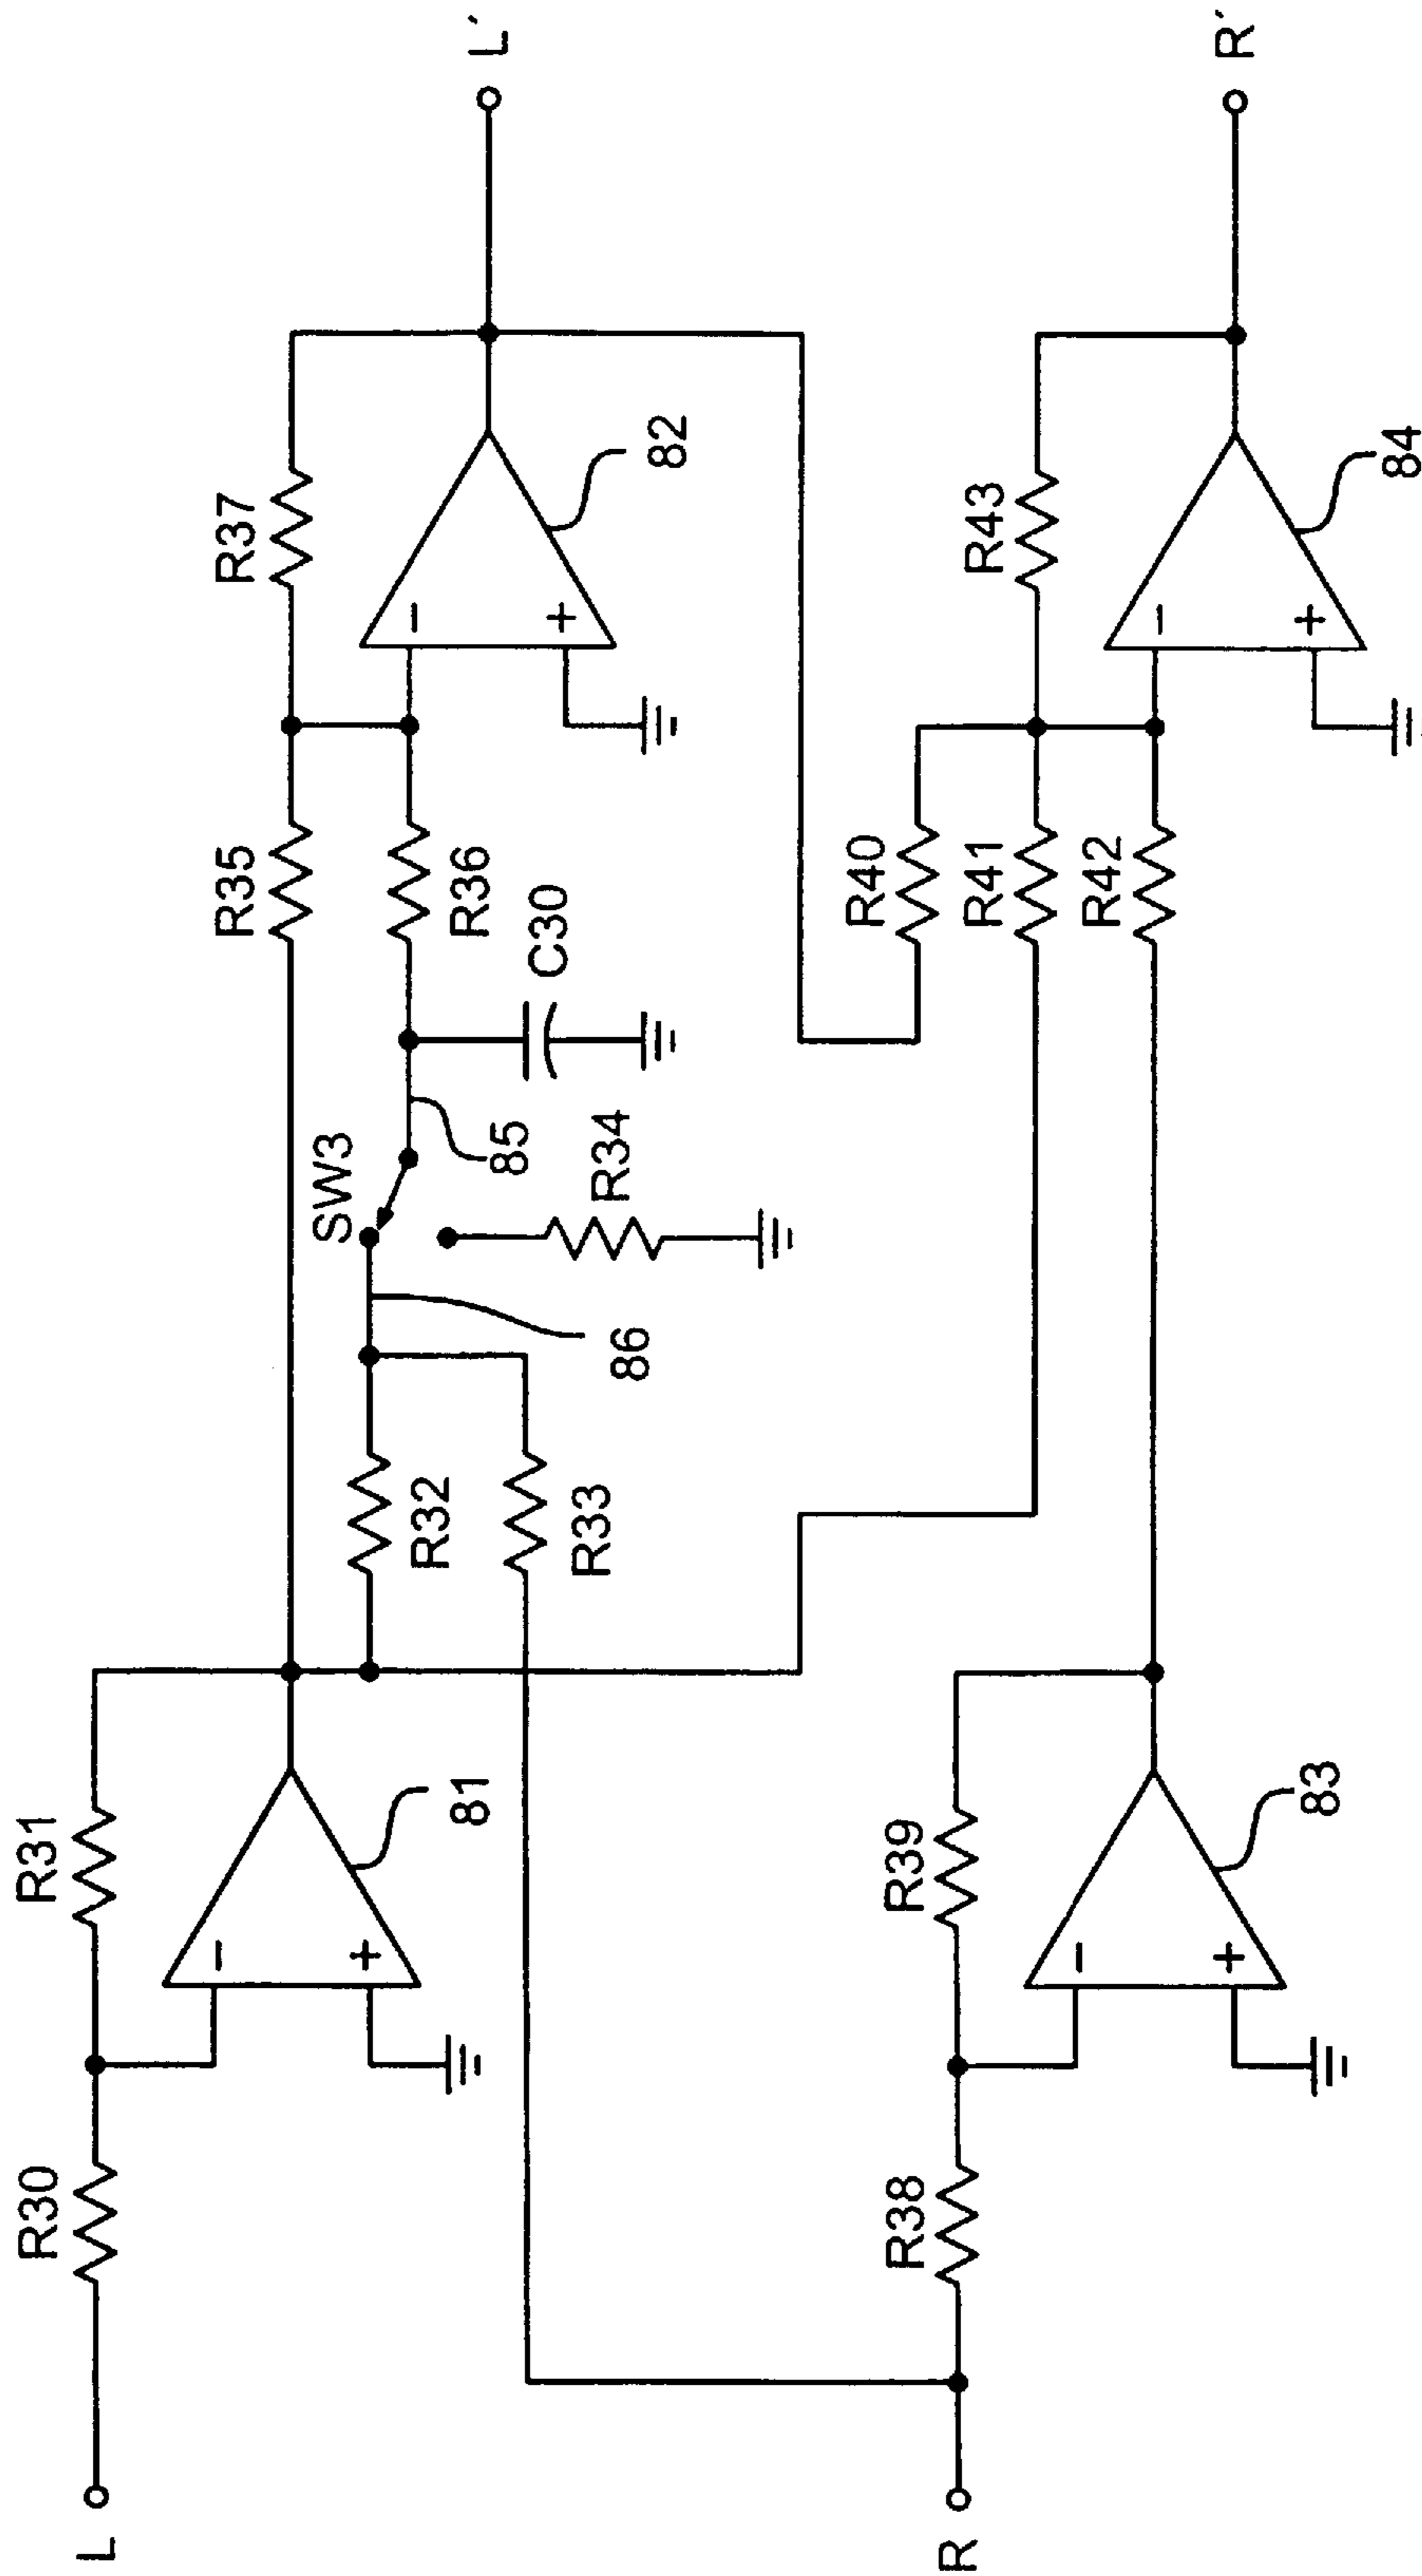 L
R30
R31
81
R32
R33
86
SW3
85
R34
C30
R35
R36
R37
82
L′
R
R38
R39
83
R40
R41
R42
R43
84
R′
-
+
-
+
-
+
-
+